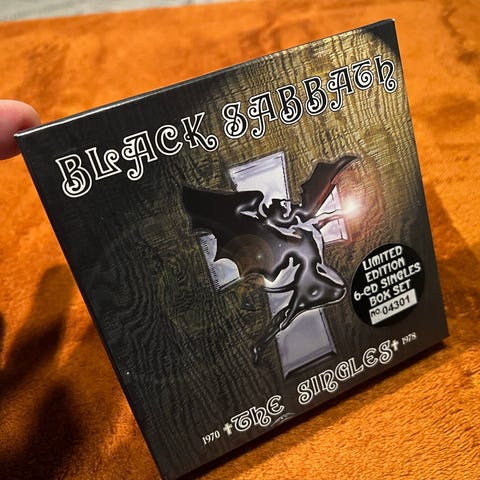 BLACK SABBATH
LIMITED
EDITION
6-CD SINGLES
BOX SET
NO. 04301
1970 ✝THE SINGLES✝ 1978